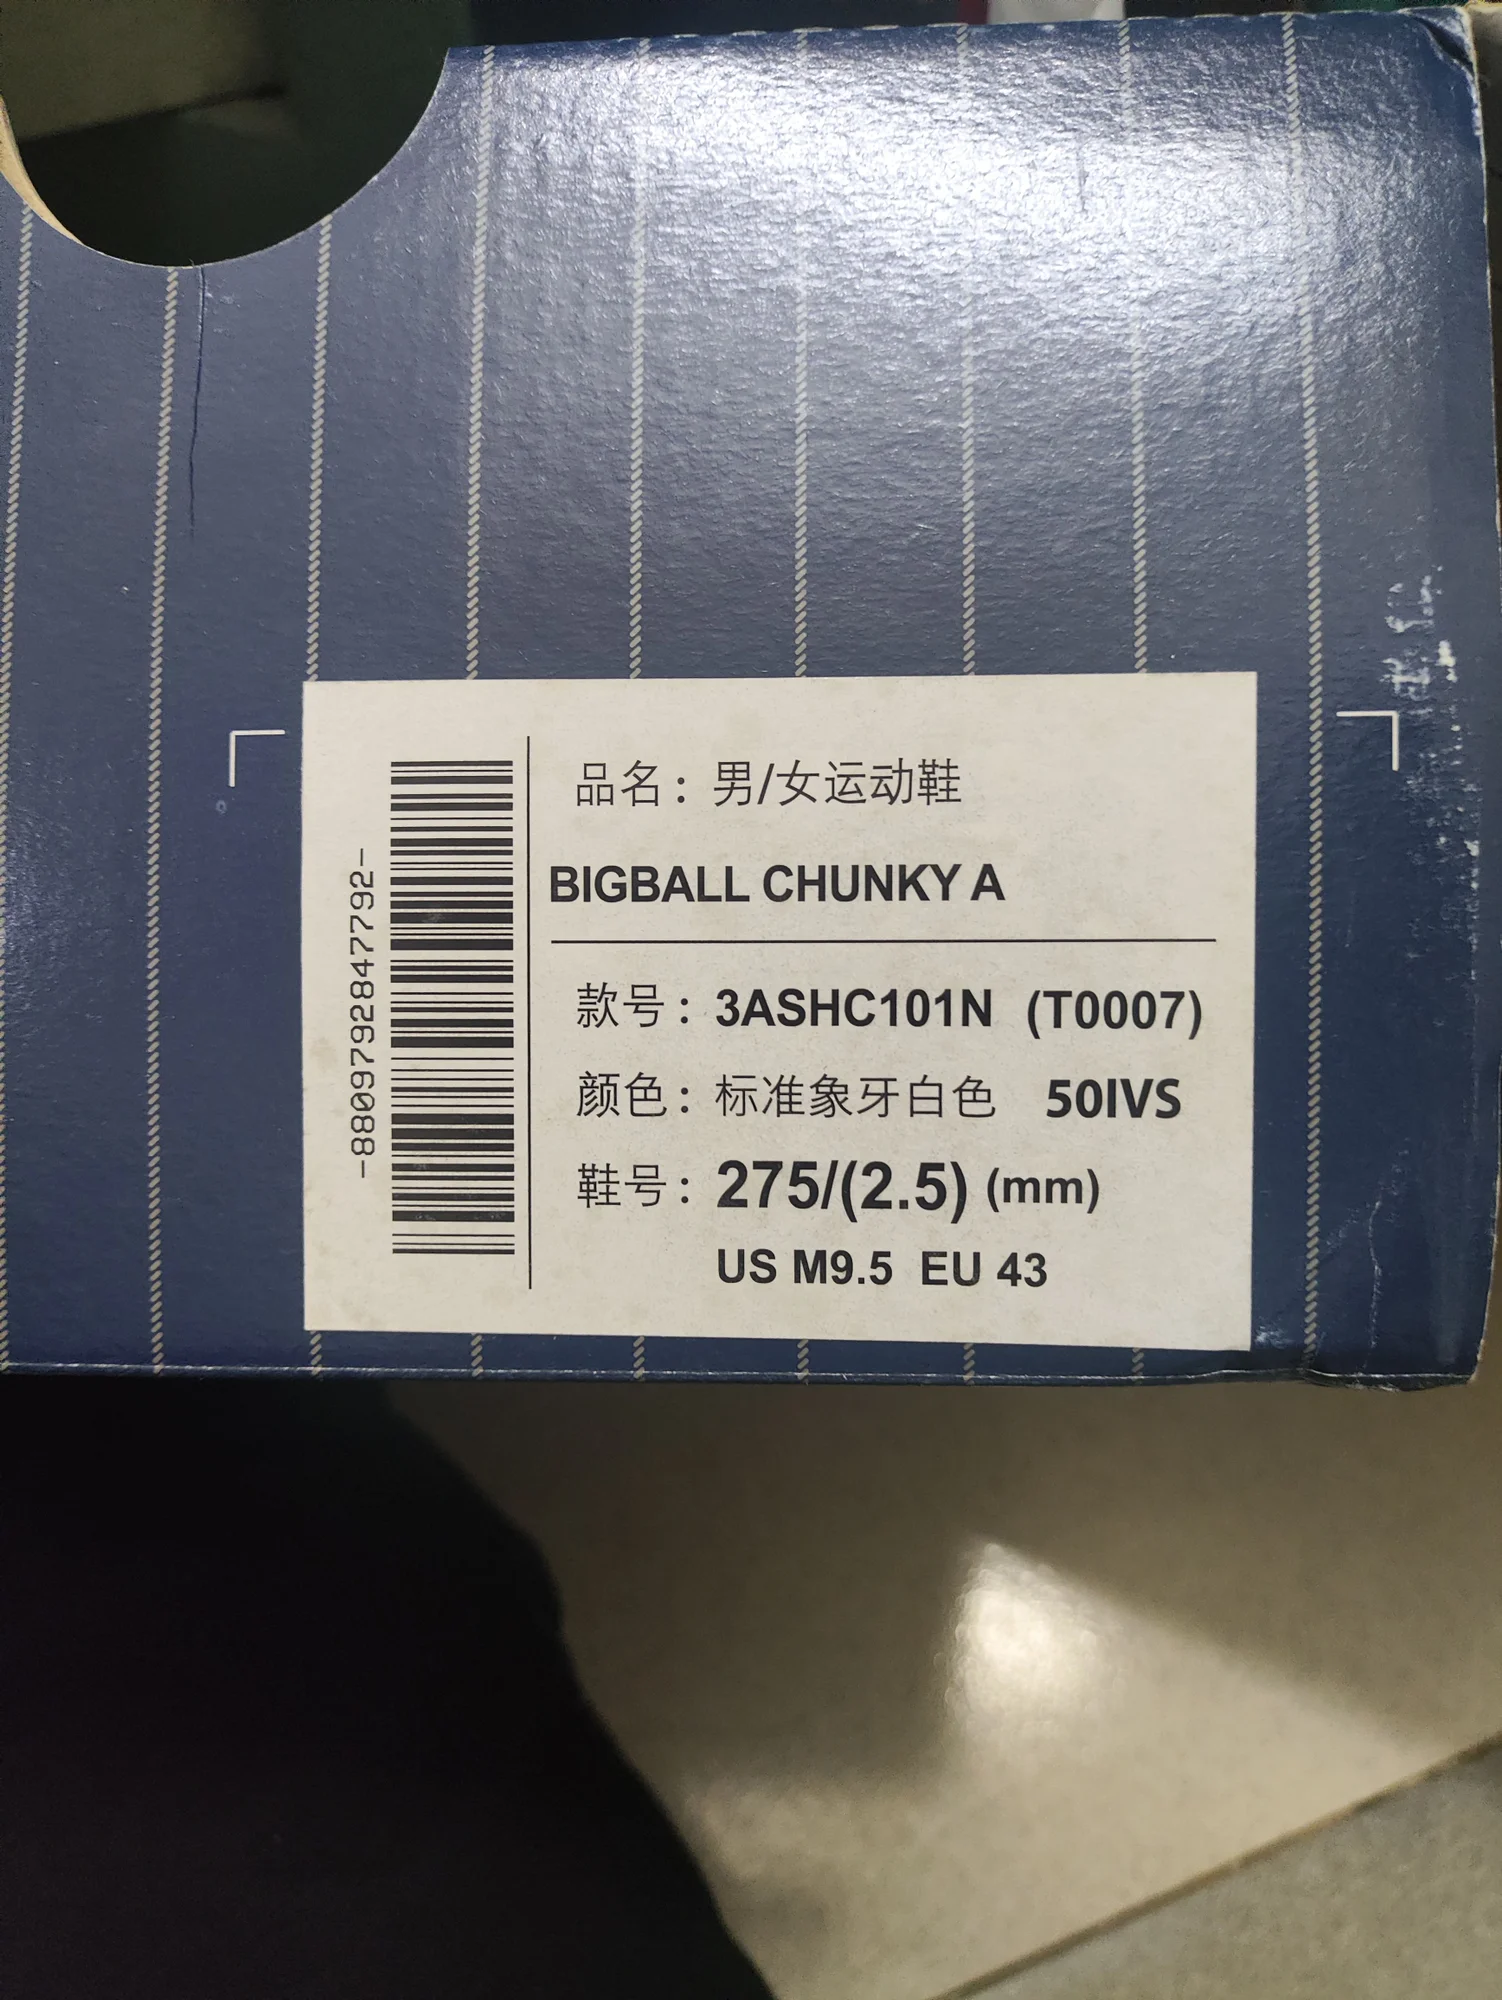 品名：男/女运动鞋
BIGBALL CHUNKY A
款号：3ASHC101N (T0007)
颜色：标准象牙白色 50IVS
鞋号：275/(2.5) (mm)
US M9.5 EU 43
-8809792847792-